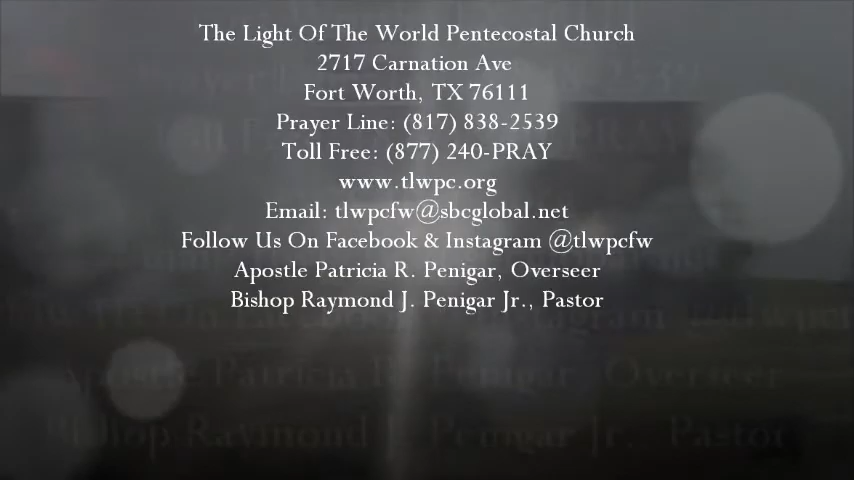 The Light Of The World Pentecostal Church
2717 Carnation Ave
Fort Worth, TX 76111
Prayer Line: (817) 838-2539
Toll Free: (877) 240-PRAY
www.tlwpc.org
Email: tlwpcfw@sbcglobal.net
Follow Us On Facebook & Instagram @tlwpcfw
Apostle Patricia R. Penigar, Overseer
Bishop Raymond J. Penigar Jr., Pastor